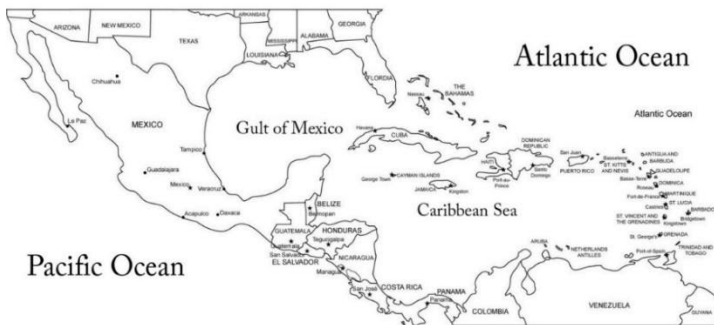 ARIZONA
NEW MEXICO
TEXAS
ARKANSAS
LOUISIANA
MISSISSIPPI
ALABAMA
GEORGIA
FLORDIA
Atlantic Ocean
Atlantic Ocean
Gulf of Mexico
Caribbean Sea
Pacific Ocean
Chihuahua
La Paz
MEXICO
Tampico
Guadalajara
Mexico
Veracruz
Acapulco
Oaxaca
THE
BAHAMAS
Nassau
Havana
CUBA
CAYMAN ISLANDS
George Town
JAMAICA
Kingston
HAITI
Port-au-
Prince
DOMINICAN
REPUBLIC
Santo
Domingo
San Juan
PUERTO RICO
Basseterre
ST. KITTS
AND NEVIS
ANTIGUA AND
BARBUDA
GUADELOUPE
Basse-Terre
DOMINICA
Roseau
MARTINIQUE
Fort-de-France
ST LUCIA
Castries
BARBADO
Bridgetown
ST. VINCENT AND
THE GRENADINES
Kingstown
St. George's
GRENADA
TRINIDAD AND
TOBAGO
Port-of-Spain
ARUBA
NETHERLANDS
ANTILLES
BELIZE
Belmopan
GUATEMALA
Guatemala
HONDURAS
Tegucigalpa
San Salvador
EL SALVADOR
NICARAGUA
Managua
COSTA RICA
San José
PANAMA
Panama
COLOMBIA
VENEZUELA
GUYANA